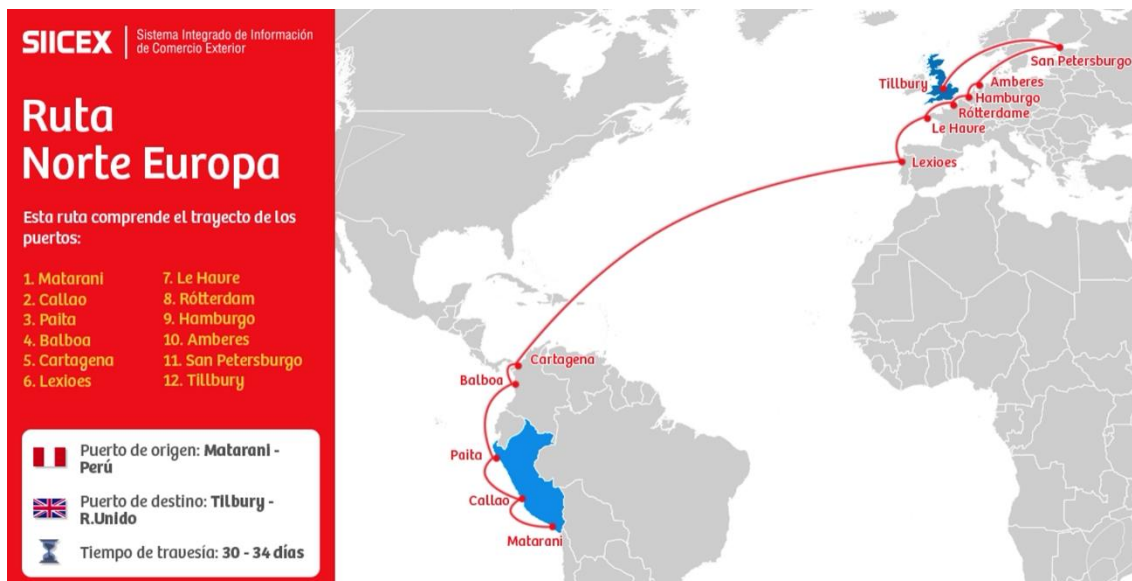 SIICEX
Sistema Integrado de Información
de Comercio Exterior
Ruta
Norte Europa
Esta ruta comprende el trayecto de los
puertos:
1. Matarani
2. Callao
3. Paita
4. Balboa
5. Cartagena
6. Lexioes
7. Le Havre
8. Rótterdam
9. Hamburgo
10. Amberes
11. San Petersburgo
12. Tillbury
Puerto de origen: Matarani -
Perú
Puerto de destino: Tilbury -
R.Unido
Tiempo de travesía: 30 - 34 días
San Petersburgo
Tillbury
Amberes
Hamburgo
Rótterdame
Le Havre
Lexioes
Cartagena
Balboa
Paita
Callao
Matarani